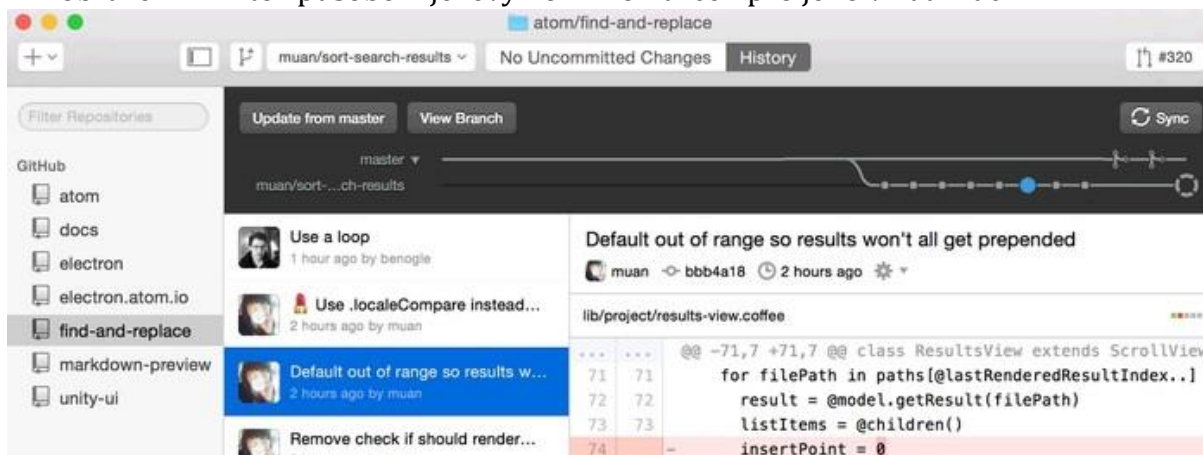 atom/find-and-replace
muan/sort-search-results
No Uncommitted Changes
History
#320
Filter Repositories
GitHub
atom
docs
electron
electron.atom.io
find-and-replace
markdown-preview
unity-ui
Update from master
View Branch
Sync
master
muan/sort-...ch-results
Use a loop
1 hour ago by benogle
💄 Use .localeCompare instead...
2 hours ago by muan
Default out of range so results w...
2 hours ago by muan
Remove check if should render...
Default out of range so results won't all get prepended
muan bbb4a18 2 hours ago
lib/project/results-view.coffee
... ... @@ -71,7 +71,7 @@ class ResultsView extends ScrollView
71 71 for filePath in paths[@lastRenderedResultIndex..]
72 72 result = @model.getResult(filePath)
73 73 listItems = @children()
74 - insertPoint = 0